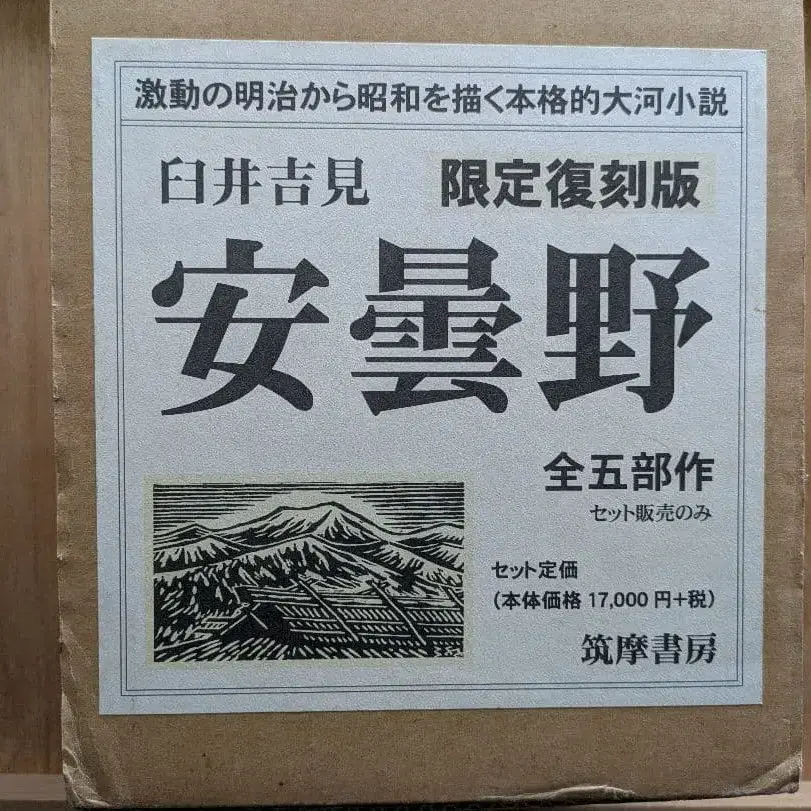 激動の明治から昭和を描く本格的大河小説
臼井吉見 限定復刻版
安曇野
全五部作
セット販売のみ
セット定価
(本体価格 17,000 円+税)
筑摩書房